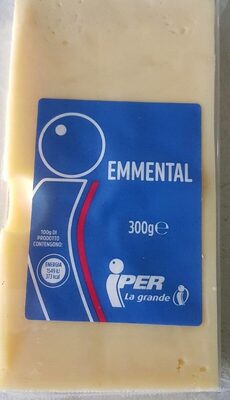 EMMENTAL
300g℮
100g DI
PRODOTTO
CONTENGONO:
ENERGIA
1549 kJ
373 kcal
iPER
La grande i